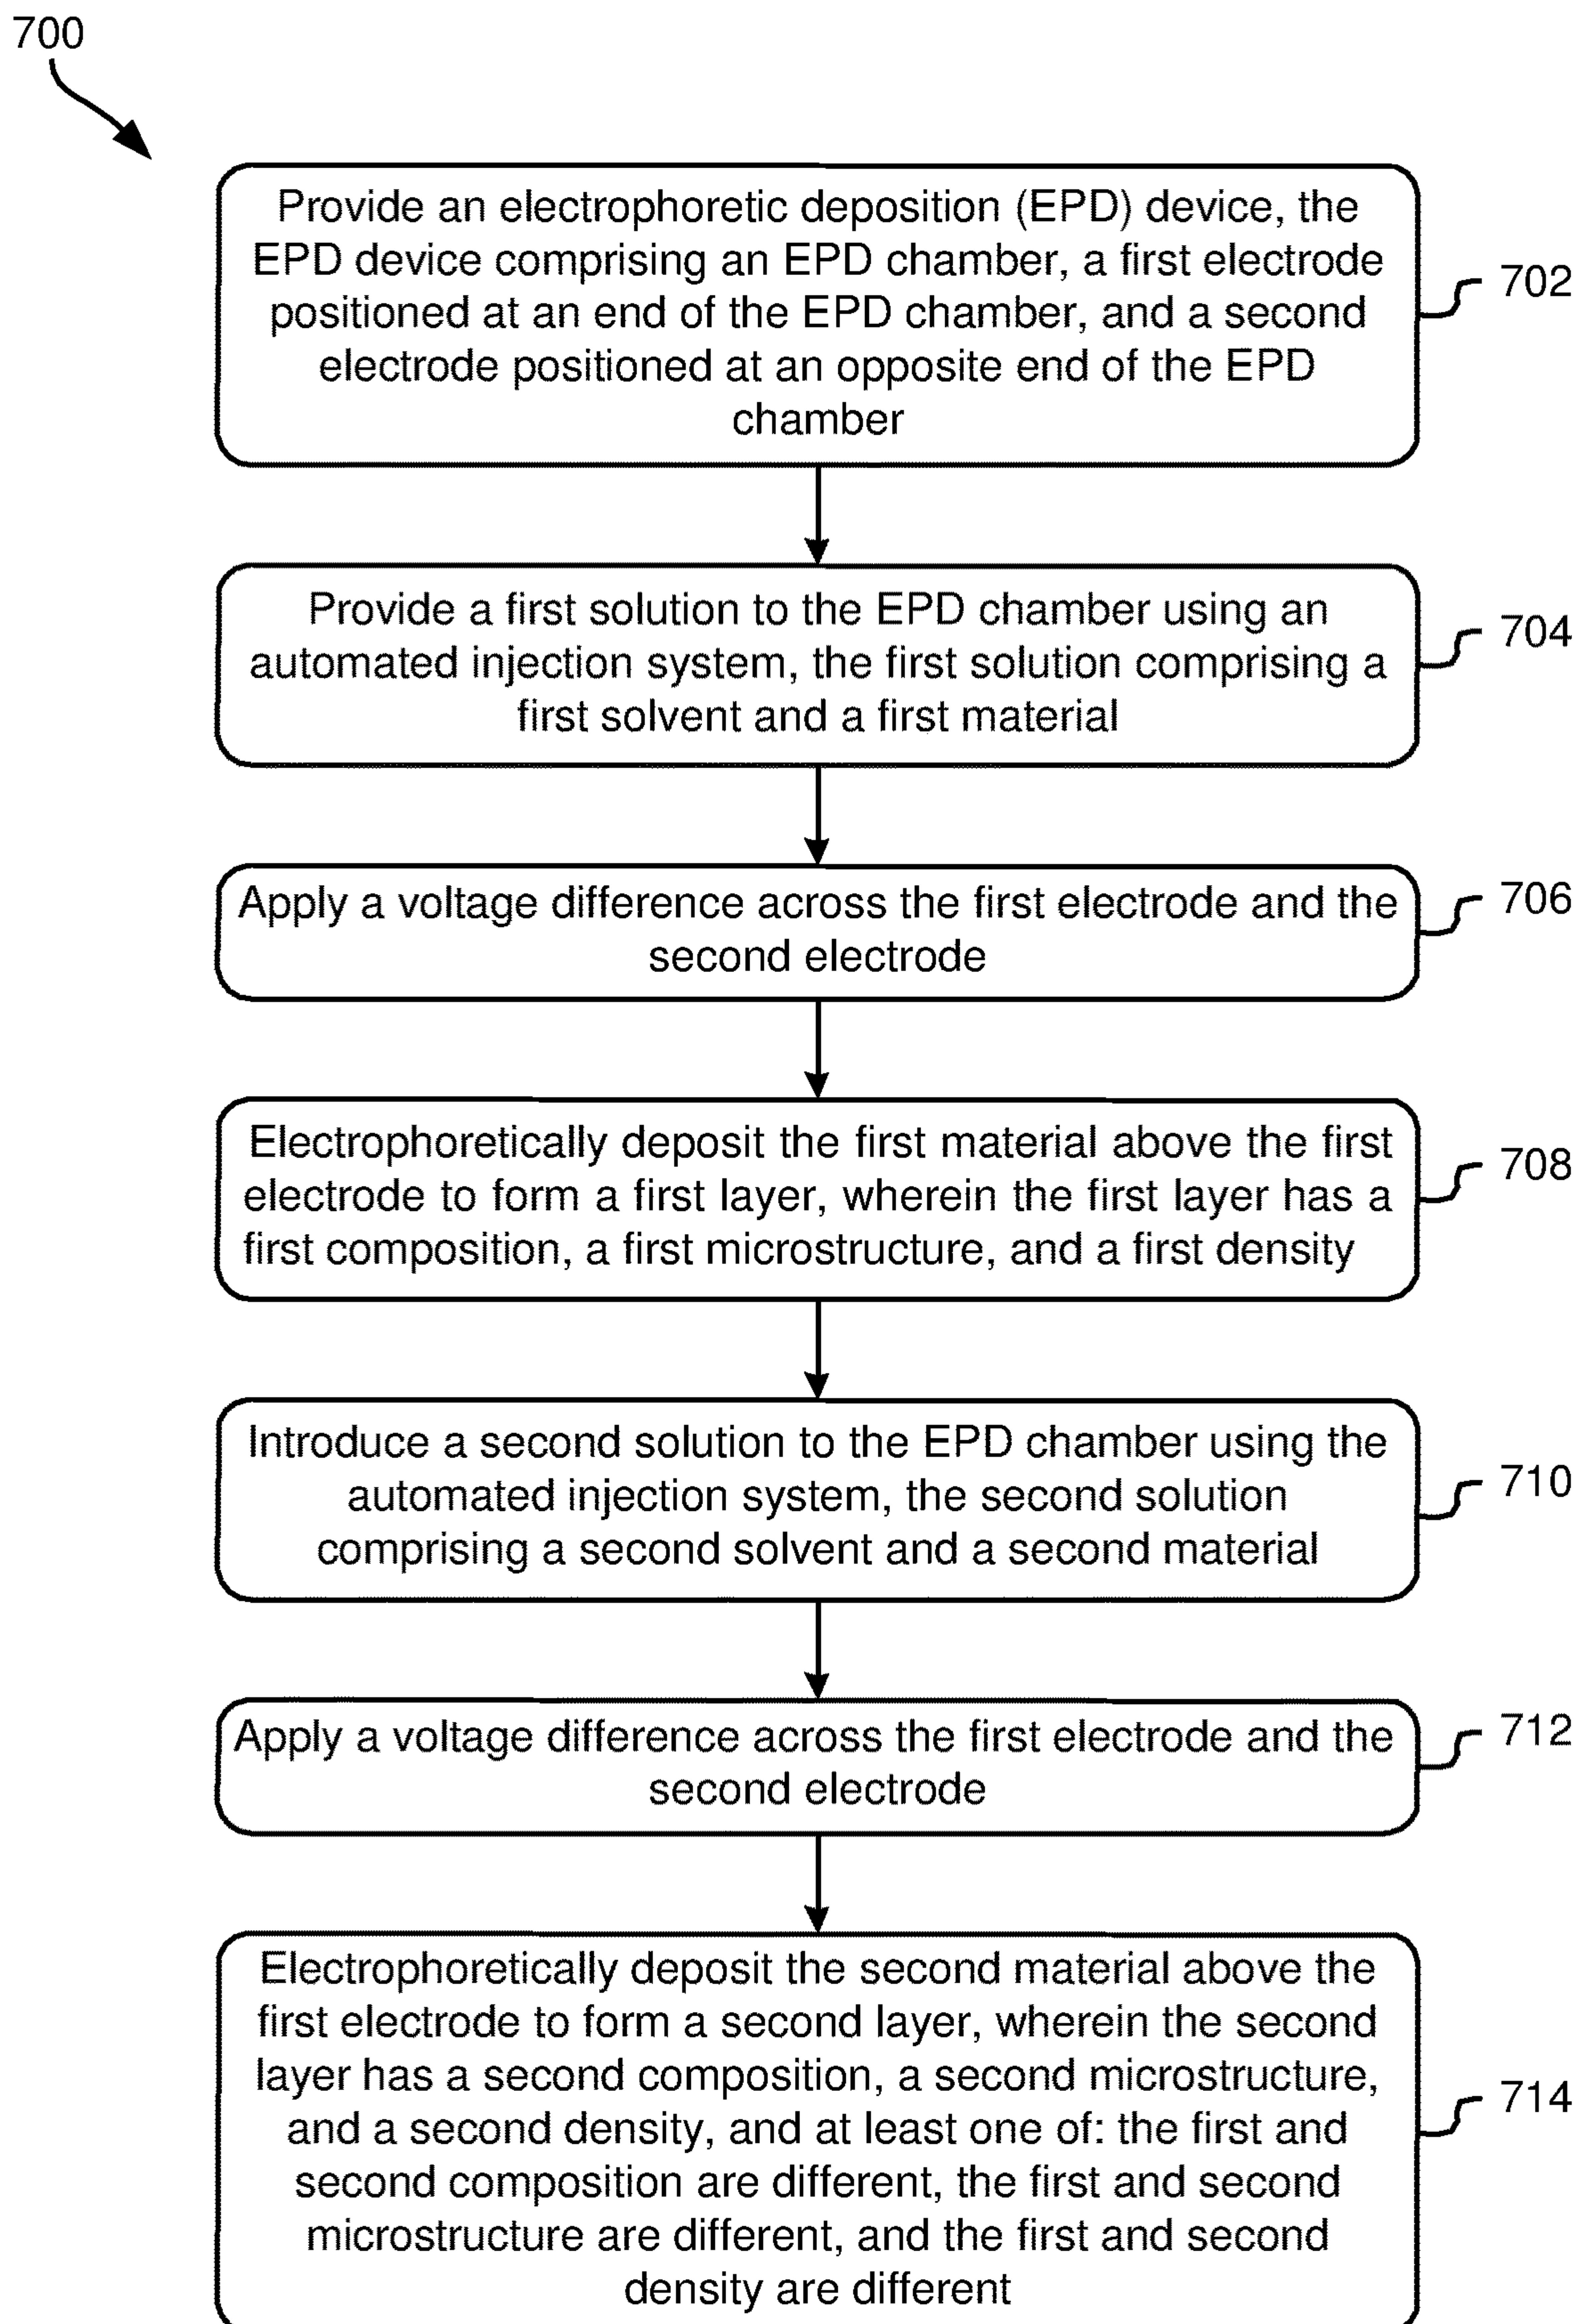 700
Provide an electrophoretic deposition (EPD) device, the
EPD device comprising an EPD chamber, a first electrode
positioned at an end of the EPD chamber, and a second
electrode positioned at an opposite end of the EPD
chamber
702
Provide a first solution to the EPD chamber using an
automated injection system, the first solution comprising a
first solvent and a first material
704
Apply a voltage difference across the first electrode and the
second electrode
706
Electrophoretically deposit the first material above the first
electrode to form a first layer, wherein the first layer has a
first composition, a first microstructure, and a first density
708
Introduce a second solution to the EPD chamber using the
automated injection system, the second solution
comprising a second solvent and a second material
710
Apply a voltage difference across the first electrode and the
second electrode
712
Electrophoretically deposit the second material above the
first electrode to form a second layer, wherein the second
layer has a second composition, a second microstructure,
and a second density, and at least one of: the first and
second composition are different, the first and second
microstructure are different, and the first and second
density are different
714